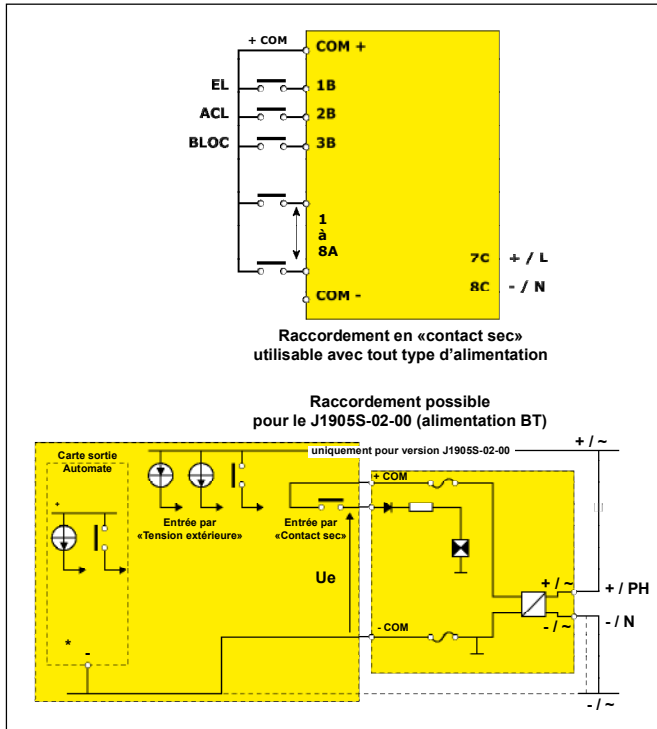 + COM
COM +
EL
1B
ACL
2B
BLOC
3B
1
à
8A
7C + / L
8C - / N
COM -
Raccordement en «contact sec»
utilisable avec tout type d'alimentation
Raccordement possible
pour le J1905S-02-00 (alimentation BT)
Carte sortie
Automate
uniquement pour version J1905S-02-00
+ / ~
+ COM
+
Entrée par
«Tension extérieure»
Entrée par
«Contact sec»
Ue
+ / ~
+ / PH
- / ~
- / N
- COM
*
-
- / ~